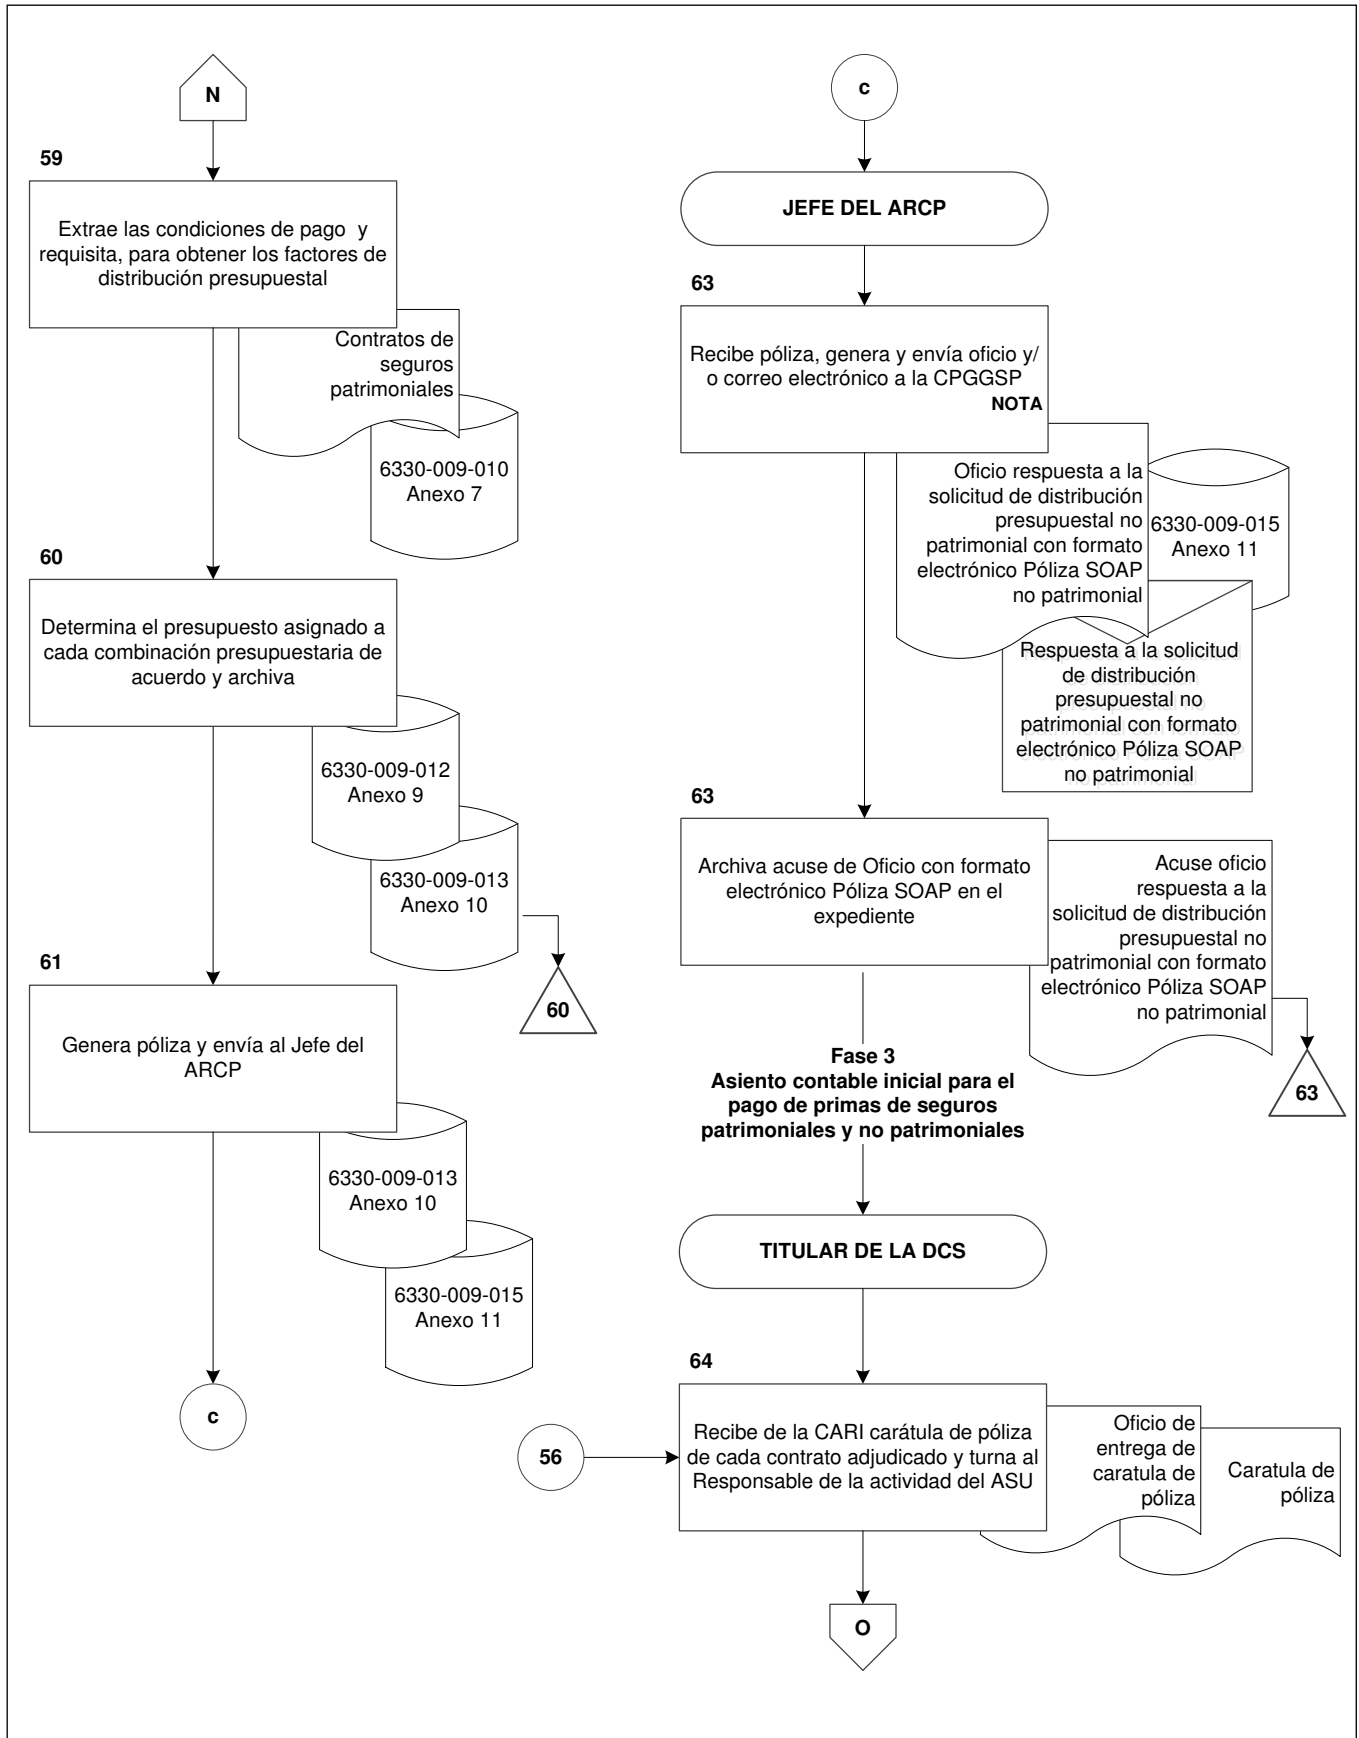 N
59
Extrae las condiciones de pago y
requisita, para obtener los factores de
distribución presupuestal
Contratos de
seguros
patrimoniales
6330-009-010
Anexo 7
60
Determina el presupuesto asignado a
cada combinación presupuestaria de
acuerdo y archiva
6330-009-012
Anexo 9
6330-009-013
Anexo 10
60
61
Genera póliza y envía al Jefe del
ARCP
6330-009-013
Anexo 10
6330-009-015
Anexo 11
c
c
JEFE DEL ARCP
63
Recibe póliza, genera y envía oficio y/
o correo electrónico a la CPGGSP
NOTA
Oficio respuesta a la
solicitud de distribución
presupuestal no
patrimonial con formato
electrónico Póliza SOAP
no patrimonial
6330-009-015
Anexo 11
Respuesta a la solicitud
de distribución
presupuestal no
patrimonial con formato
electrónico Póliza SOAP
no patrimonial
63
Archiva acuse de Oficio con formato
electrónico Póliza SOAP en el
expediente
Acuse oficio
respuesta a la
solicitud de distribución
presupuestal no
patrimonial con formato
electrónico Póliza SOAP
no patrimonial
63
Fase 3
Asiento contable inicial para el
pago de primas de seguros
patrimoniales y no patrimoniales
TITULAR DE LA DCS
64
56
Recibe de la CARI carátula de póliza
de cada contrato adjudicado y turna al
Responsable de la actividad del ASU
Oficio de
entrega de
caratula de
póliza
Caratula de
póliza
O